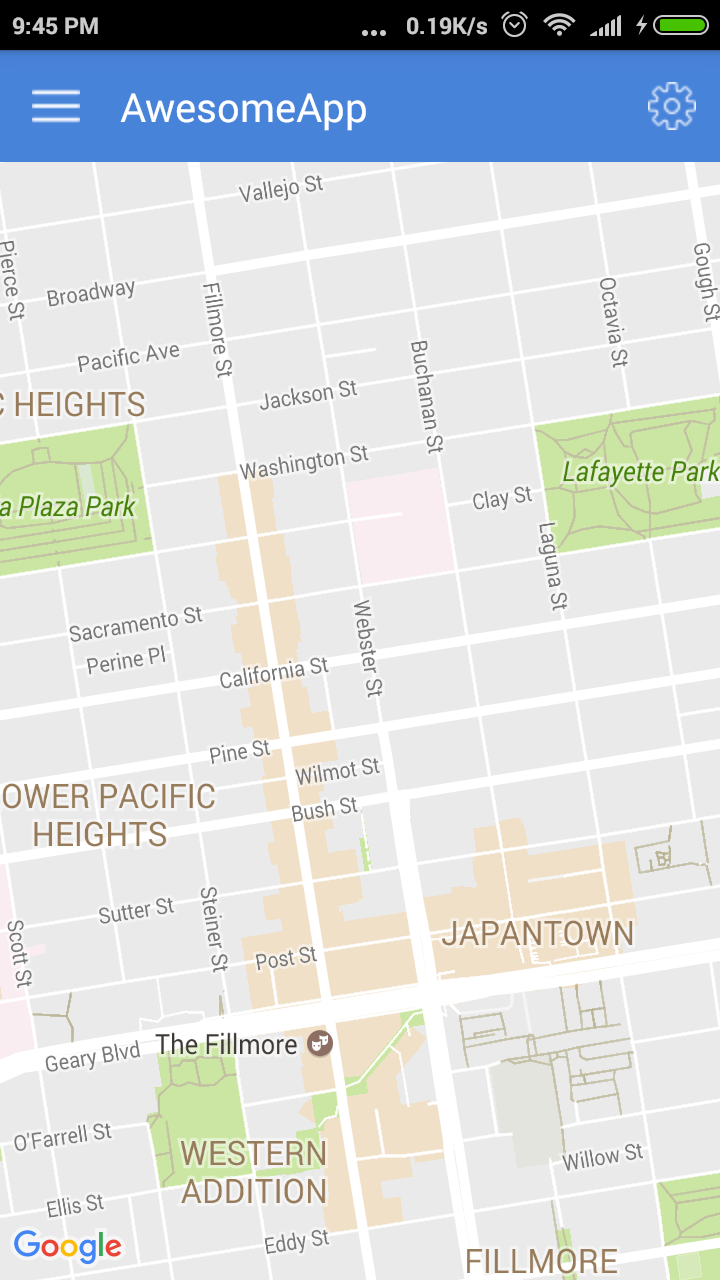 9:45 PM
... 0.19K/s
AwesomeApp
Vallejo St
Pierce St
Broadway
Fillmore St
Octavia St
Gough St
Pacific Ave
Buchanan St
Jackson St
C HEIGHTS
Washington St
Lafayette Park
a Plaza Park
Clay St
Laguna St
Sacramento St
Perine Pl
Webster St
California St
Pine St
Wilmot St
Bush St
OWER PACIFIC
HEIGHTS
Sutter St
Steiner St
Scott St
Post St
JAPANTOWN
The Fillmore
Geary Blvd
O'Farrell St
WESTERN
ADDITION
Willow St
Ellis St
Eddy St
Google
FILLMORE